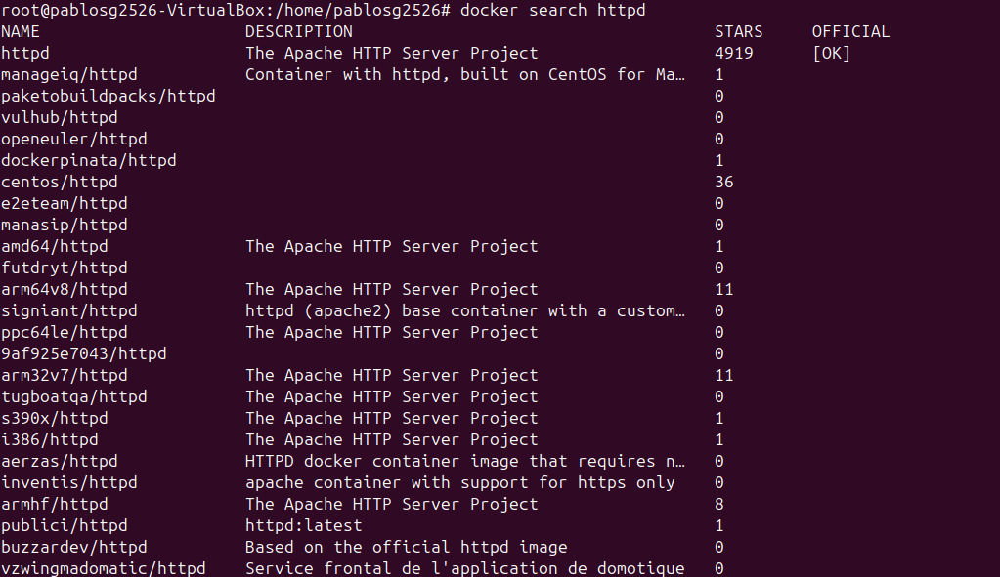 root@pablosg2526-VirtualBox:/home/pablosg2526# docker search httpd
NAME DESCRIPTION STARS OFFICIAL
httpd The Apache HTTP Server Project 4919 [OK]
manageiq/httpd Container with httpd, built on CentOS for Ma… 1
paketobuildpacks/httpd 0
vulhub/httpd 0
openeuler/httpd 0
dockerpinata/httpd 1
centos/httpd 36
e2eteam/httpd 0
manasip/httpd 0
amd64/httpd The Apache HTTP Server Project 1
futdryt/httpd 0
arm64v8/httpd The Apache HTTP Server Project 11
signiant/httpd httpd (apache2) base container with a custom… 0
ppc64le/httpd The Apache HTTP Server Project 0
9af925e7043/httpd 0
arm32v7/httpd The Apache HTTP Server Project 11
tugboatqa/httpd The Apache HTTP Server Project 0
s390x/httpd The Apache HTTP Server Project 1
i386/httpd The Apache HTTP Server Project 1
aerzas/httpd HTTPD docker container image that requires n… 0
inventis/httpd apache container with support for https only 0
armhf/httpd The Apache HTTP Server Project 8
publici/httpd httpd:latest 1
buzzardev/httpd Based on the official httpd image 0
vzwingmadomatic/httpd Service frontal de l'application de domotique 0